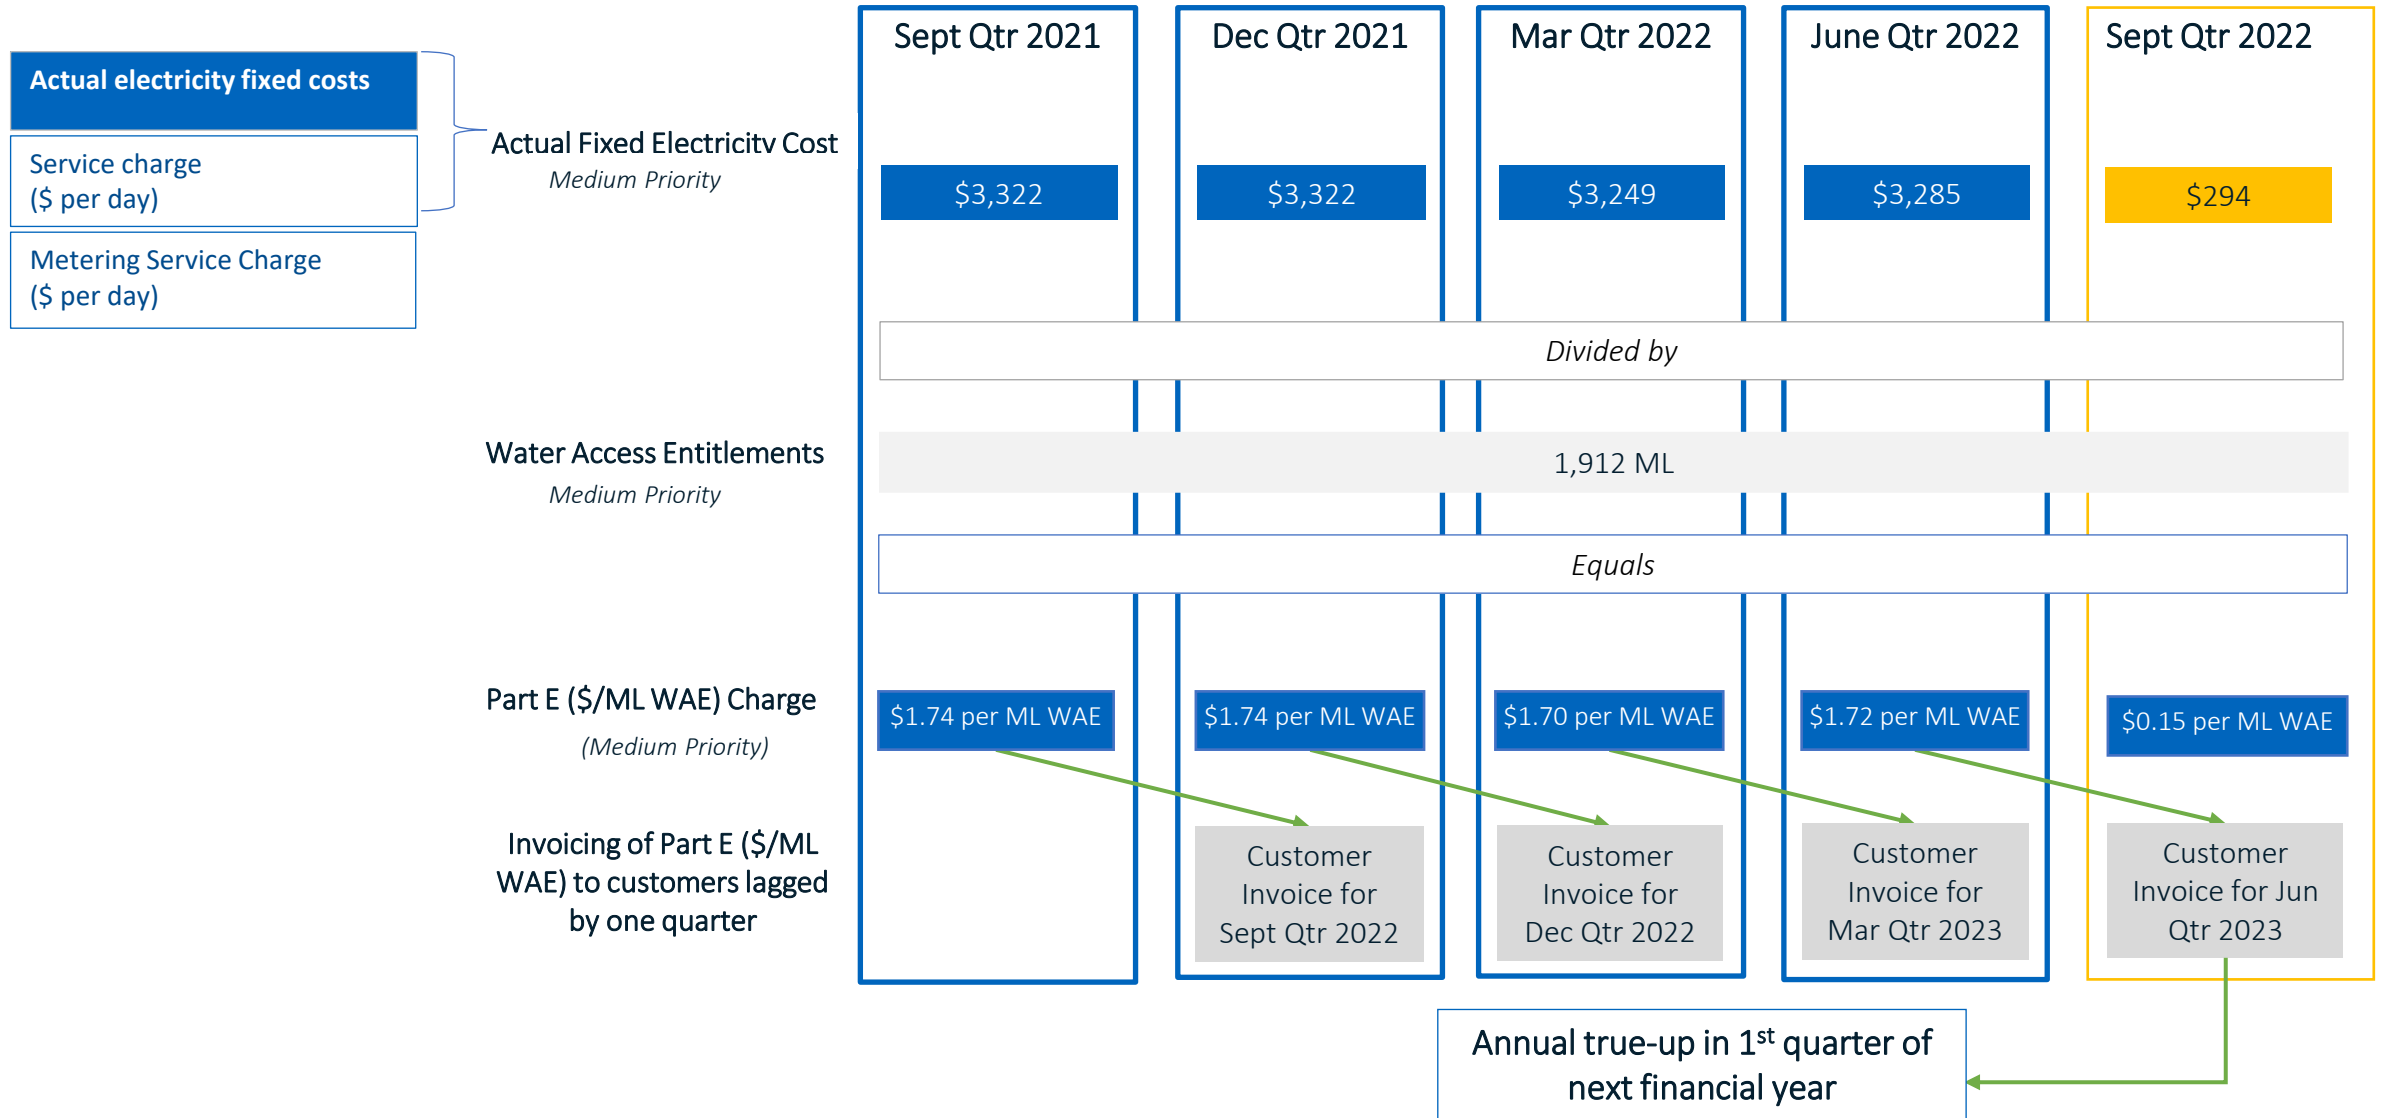 Sept Qtr 2021
Dec Qtr 2021
Mar Qtr 2022
June Qtr 2022
Sept Qtr 2022
Actual electricity fixed costs
Service charge
($ per day)
Metering Service Charge
($ per day)
Actual Fixed Electricity Cost
Medium Priority
$3,322
$3,322
$3,249
$3,285
$294
Divided by
Water Access Entitlements
Medium Priority
1,912 ML
Equals
Part E ($/ML WAE) Charge
(Medium Priority)
$1.74 per ML WAE
$1.74 per ML WAE
$1.70 per ML WAE
$1.72 per ML WAE
$0.15 per ML WAE
Invoicing of Part E ($/ML
WAE) to customers lagged
by one quarter
Customer
Invoice for
Sept Qtr 2022
Customer
Invoice for
Dec Qtr 2022
Customer
Invoice for
Mar Qtr 2023
Customer
Invoice for Jun
Qtr 2023
Annual true-up in 1st quarter of
next financial year